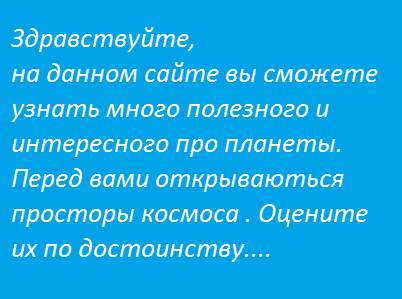 Здравствуйте,
на данном сайте вы сможете
узнать много полезного и
интересного про планеты.
Перед вами открываються
просторы космоса . Оцените
их по достоинству....